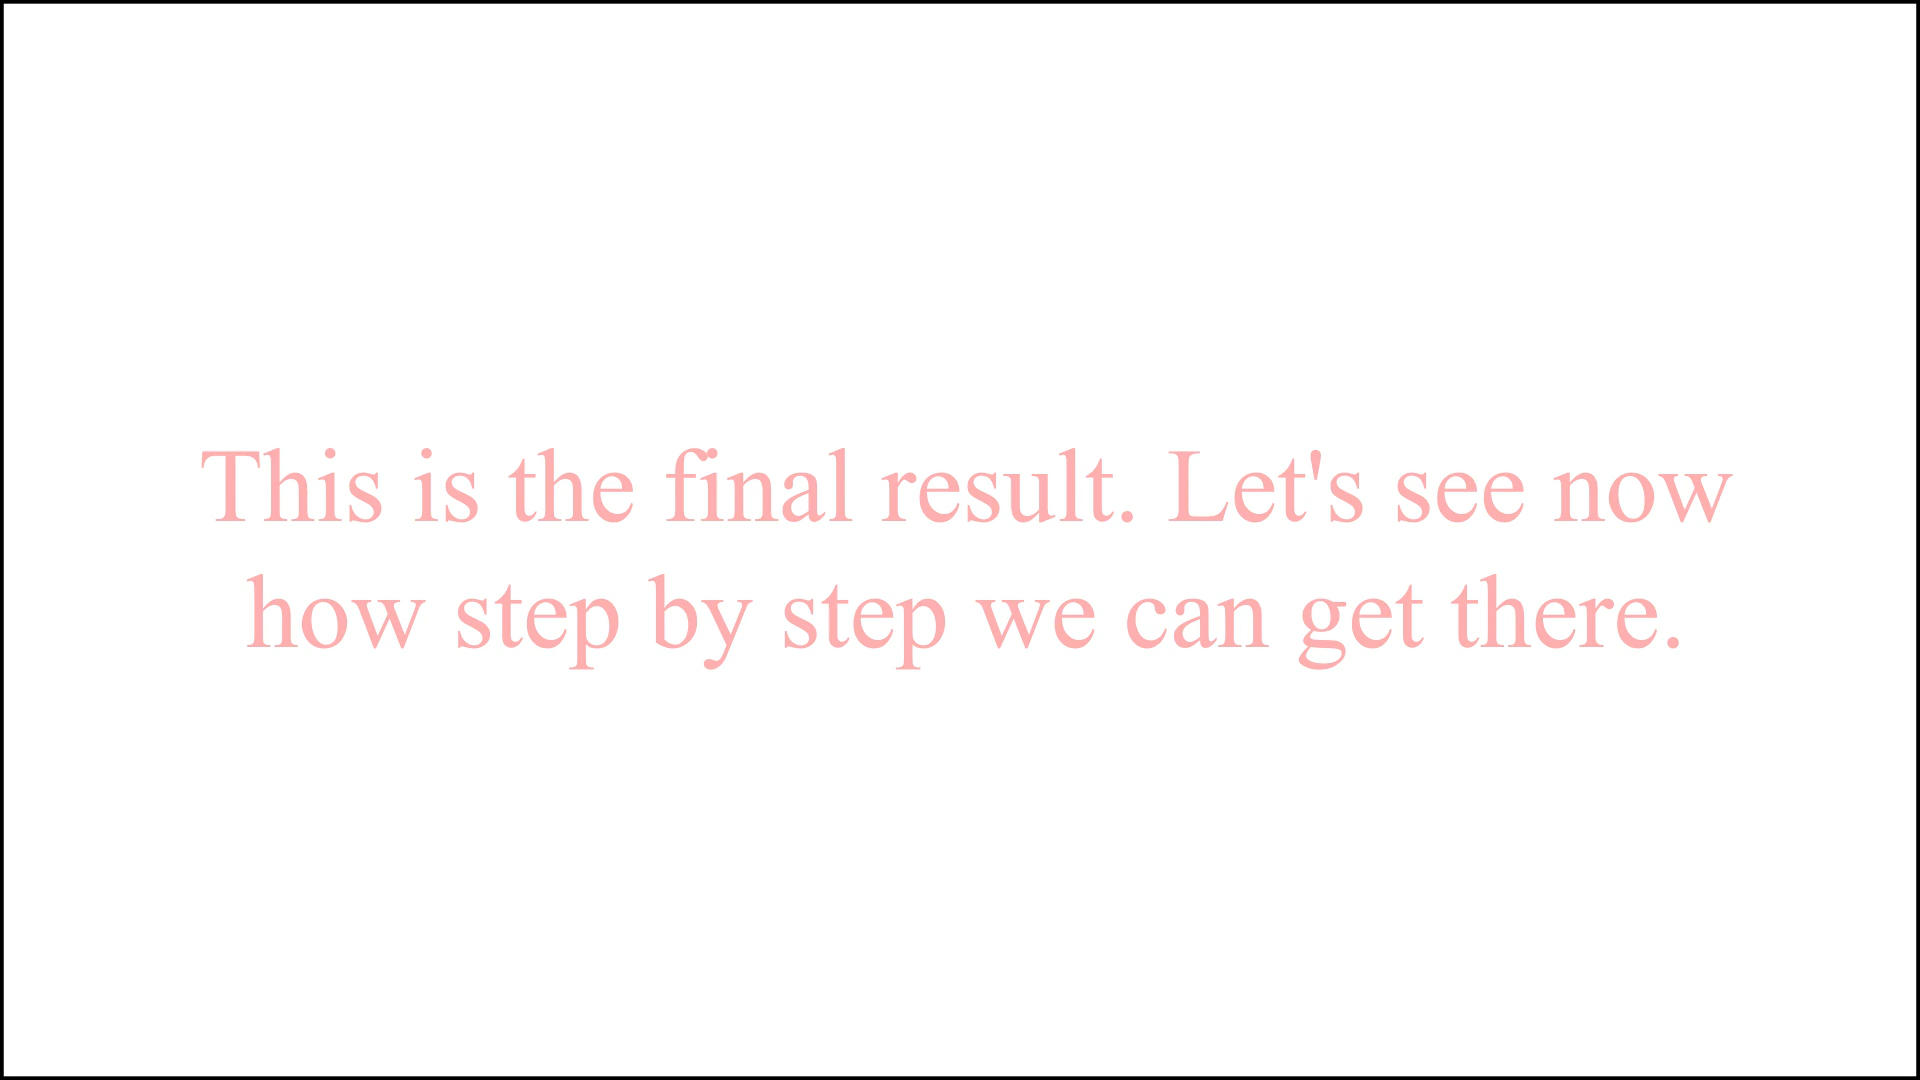 This is the final result. Let's see now
how step by step we can get there.